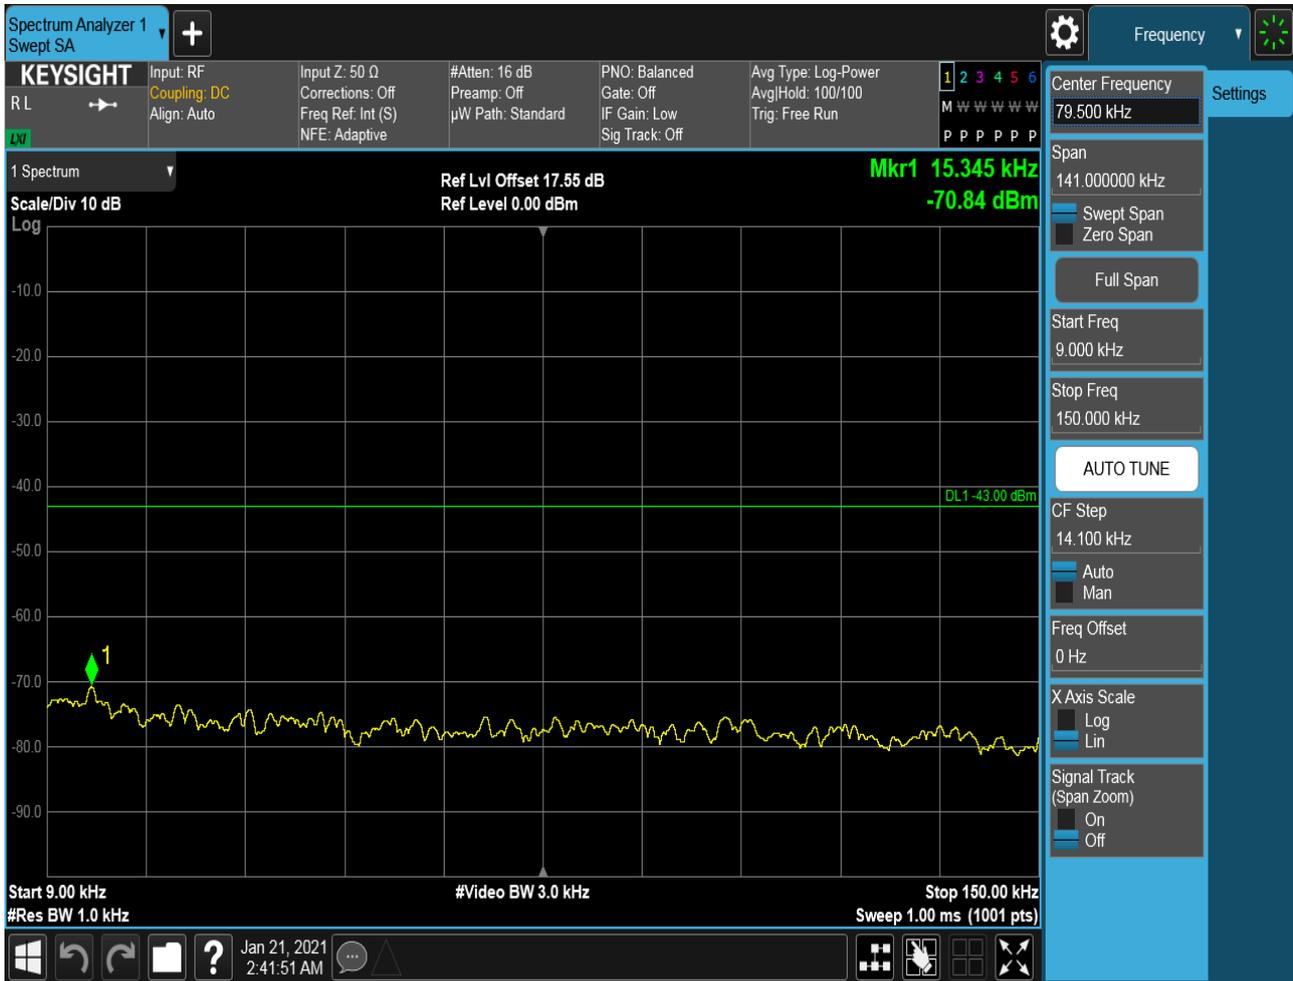 Spectrum Analyzer 1
Swept SA
Frequency
KEYSIGHT
R L
LXI
Input: RF
Coupling: DC
Align: Auto
Input Z: 50 Ω
Corrections: Off
Freq Ref: Int (S)
NFE: Adaptive
#Atten: 16 dB
Preamp: Off
µW Path: Standard
PNO: Balanced
Gate: Off
IF Gain: Low
Sig Track: Off
Avg Type: Log-Power
Avg|Hold: 100/100
Trig: Free Run
1 2 3 4 5 6
M W W W W W
P P P P P P
1 Spectrum
Scale/Div 10 dB
Log
Ref Lvl Offset 17.55 dB
Ref Level 0.00 dBm
Mkr1 15.345 kHz
-70.84 dBm
-10.0
-20.0
-30.0
-40.0
DL1 -43.00 dBm
-50.0
-60.0
1
-70.0
-80.0
-90.0
Start 9.00 kHz
#Video BW 3.0 kHz
Stop 150.00 kHz
#Res BW 1.0 kHz
Sweep 1.00 ms (1001 pts)
Center Frequency
79.500 kHz
Settings
Span
141.000000 kHz
Swept Span
Zero Span
Full Span
Start Freq
9.000 kHz
Stop Freq
150.000 kHz
AUTO TUNE
CF Step
14.100 kHz
Auto
Man
Freq Offset
0 Hz
X Axis Scale
Log
Lin
Signal Track
(Span Zoom)
On
Off
?
Jan 21, 2021
2:41:51 AM